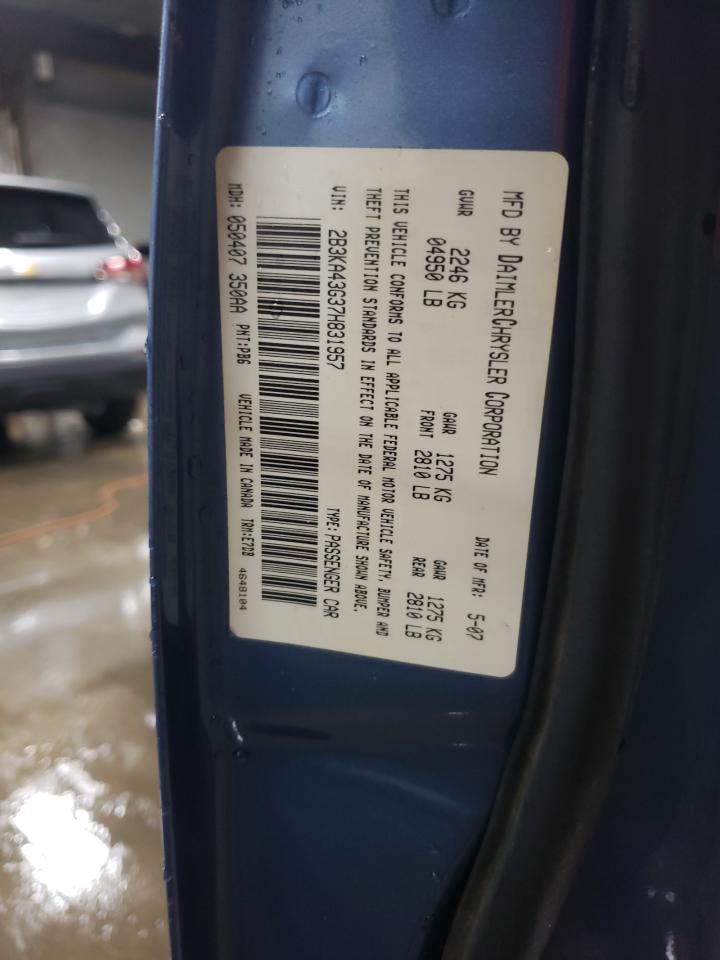 MFD BY DAIMLERCHRYSLER CORPORATION
DATE OF MFR: 5-07
GVWR 2246 KG
04950 LB
GAWR FRONT 1275 KG
2810 LB
GAWR REAR 1275 KG
2810 LB
THIS VEHICLE CONFORMS TO ALL APPLICABLE FEDERAL MOTOR VEHICLE SAFETY, BUMPER AND
THEFT PREVENTION STANDARDS IN EFFECT ON THE DATE OF MANUFACTURE SHOWN ABOVE.
VIN: 2B3KA43G37H831957 TYPE: PASSENGER CAR
MDH: 050407 350AA PNT:PB6 VEHICLE MADE IN CANADA TRM:E7DB
4648104